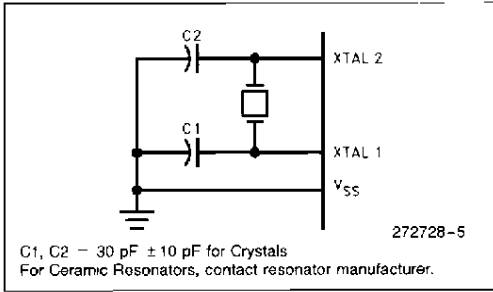 C2
XTAL 2
C1
XTAL 1
VSS
272728-5
C1, C2 = 30 pF ±10 pF for Crystals
For Ceramic Resonators, contact resonator manufacturer.